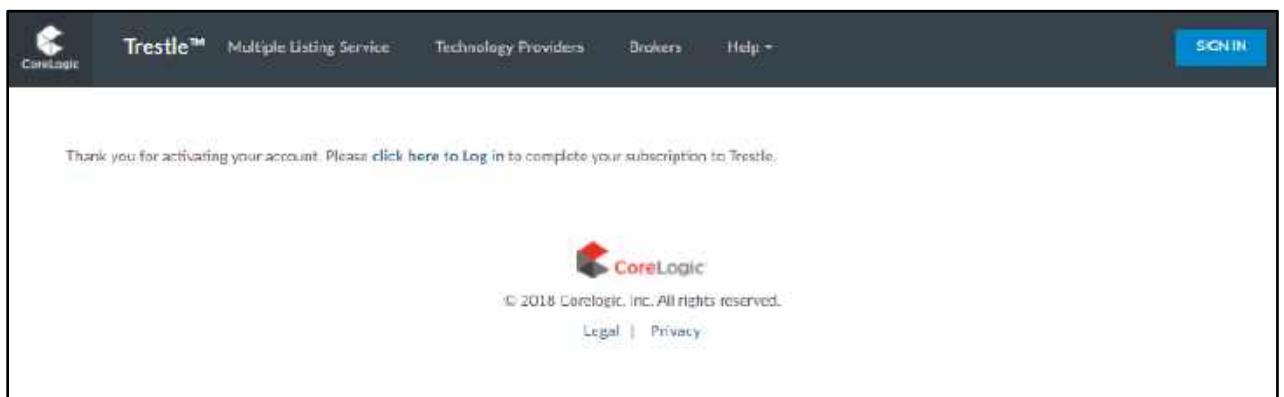 CoreLogic
Trestle™ Multiple Listing Service Technology Providers Brokers Help
SIGN IN
Thank you for activating your account. Please click here to Log in to complete your subscription to Trestle.
CoreLogic
© 2018 Corelogic, Inc. All rights reserved.
Legal | Privacy